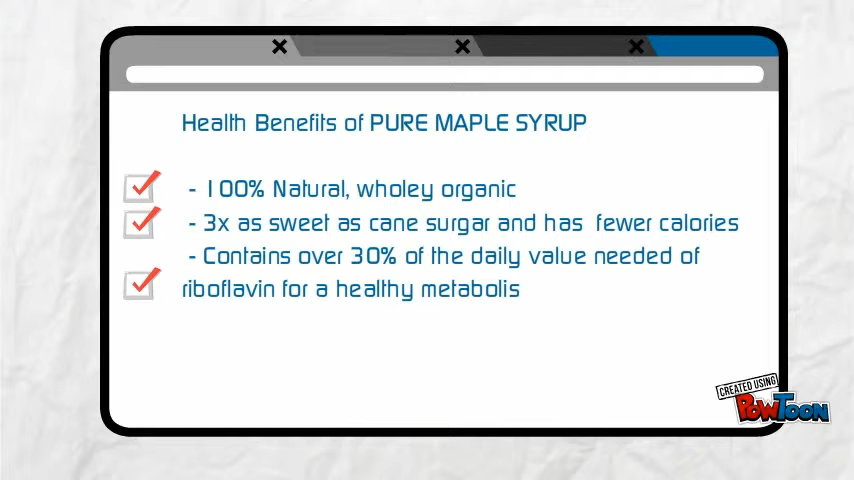 Health Benefits of PURE MAPLE SYRUP
- 100% Natural, wholey organic
- 3x as sweet as cane surgar and has fewer calories
- Contains over 30% of the daily value needed of
riboflavin for a healthy metabolis
CREATED USING
POWTOON